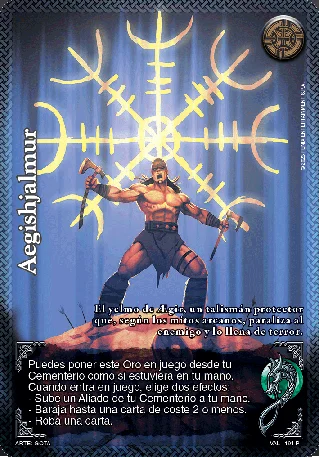 Aegishjalmur
El yelmo de Ægir, un talismán protector
que, según los mitos arcanos, paraliza al
enemigo y lo llena de terror.
Puedes poner este Oro en juego desde tu
Cementerio como si estuviera en tu mano.
Cuando entra en juego, elige dos efectos:
- Sube un Aliado de tu Cementerio a tu mano.
- Baraja hasta una carta de coste 2 o menos.
- Roba una carta.